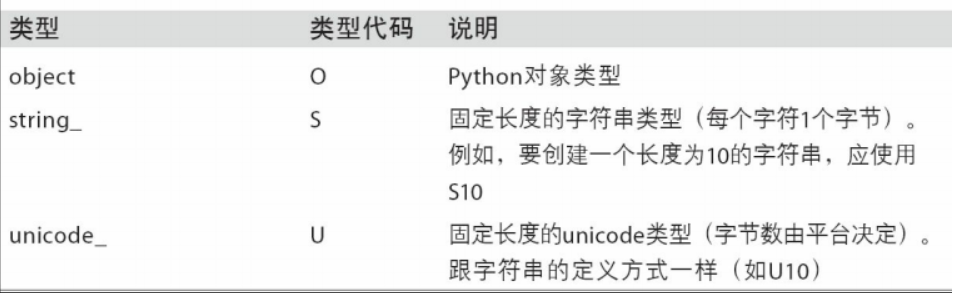 类型 类型代码 说明
object O Python对象类型
string_ S 固定长度的字符串类型（每个字符1个字节）。
例如，要创建一个长度为10的字符串，应使用
S10
unicode_ U 固定长度的unicode类型（字节数由平台决定）。
跟字符串的定义方式一样（如U10）